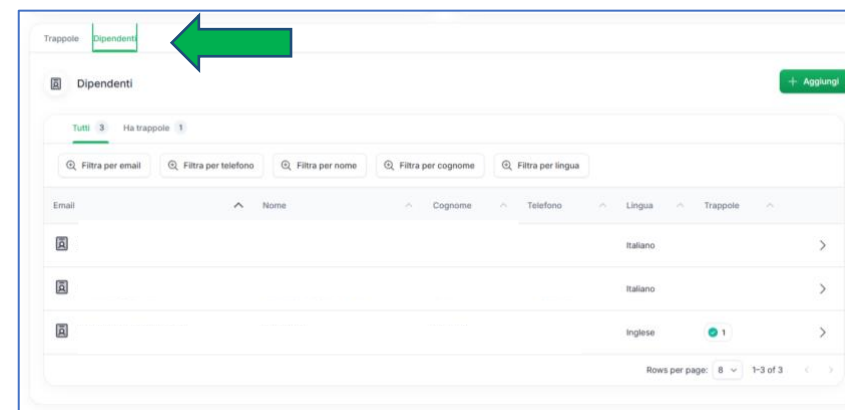 Trappole Dipendenti
Dipendenti
+ Aggiungi
Tutti 3 Ha trappole 1
Filtra per email Filtra per telefono Filtra per nome Filtra per cognome Filtra per lingua
Email Nome Cognome Telefono Lingua Trappole
Italiano
Italiano
Inglese 1
Rows per page: 8 1-3 of 3